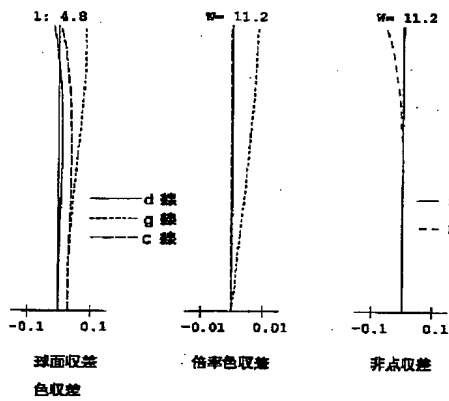 1: 4.8
W= 11.2
W= 11.2
d 線
g 線
c 線
-0.1
0.1
-0.01
0.01
-0.1
0.1
球面収差
色収差
倍率色収差
非点収差